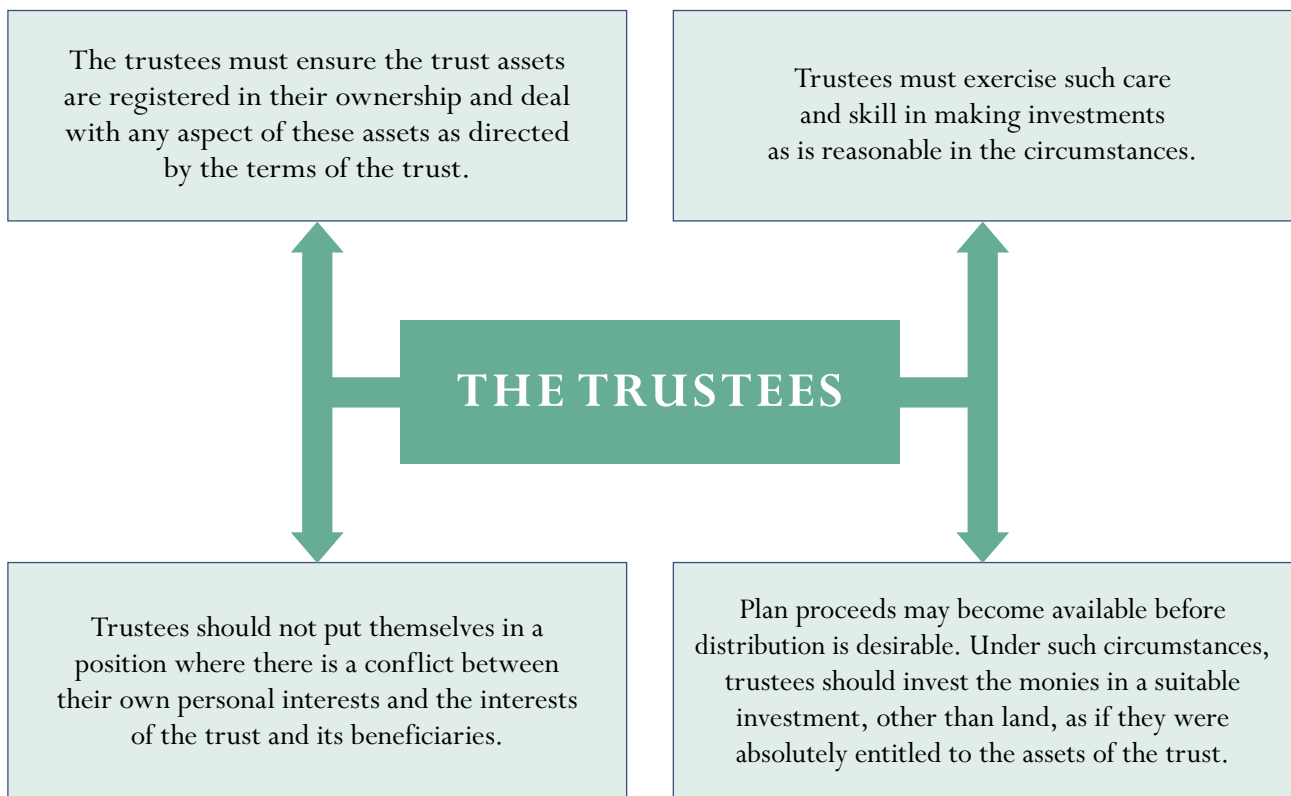 The trustees must ensure the trust assets
are registered in their ownership and deal
with any aspect of these assets as directed
by the terms of the trust.
Trustees must exercise such care
and skill in making investments
as is reasonable in the circumstances.
THE TRUSTEES
Trustees should not put themselves in a
position where there is a conflict between
their own personal interests and the interests
of the trust and its beneficiaries.
Plan proceeds may become available before
distribution is desirable. Under such circumstances,
trustees should invest the monies in a suitable
investment, other than land, as if they were
absolutely entitled to the assets of the trust.